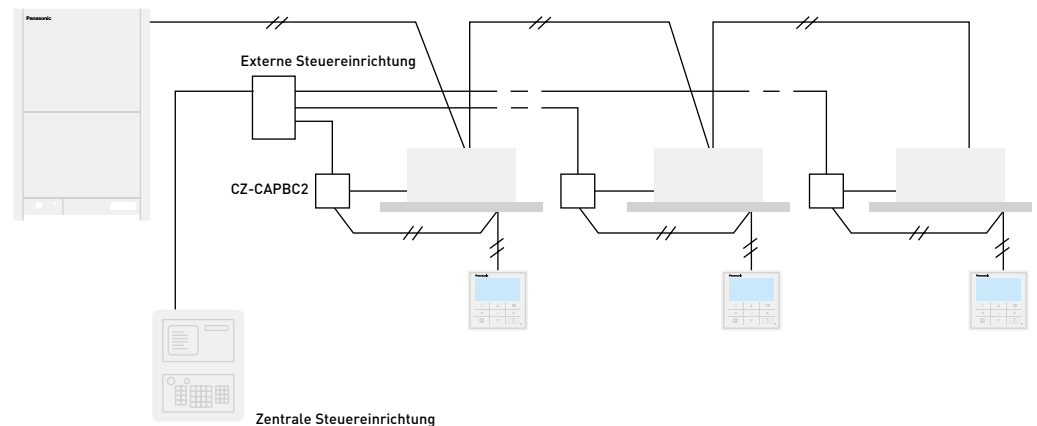 Panasonic
Externe Steuereinrichtung
CZ-CAPBC2
Panasonic
Panasonic
Panasonic
Zentrale Steuereinrichtung